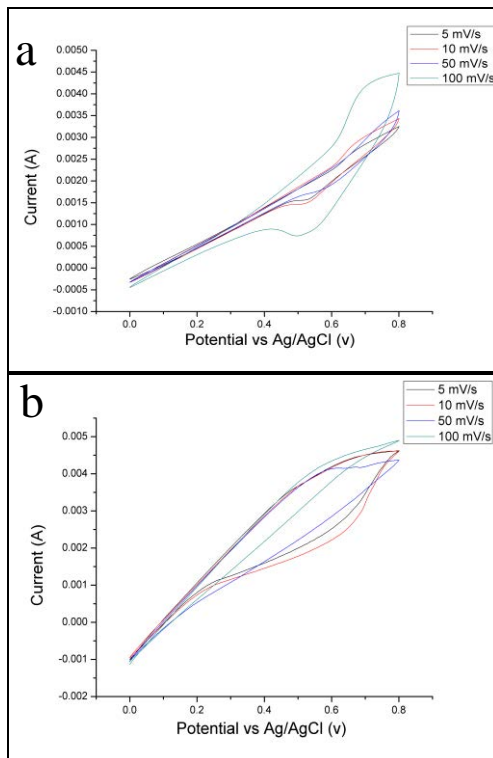 a
5 mV/s
10 mV/s
50 mV/s
100 mV/s
0.0050
0.0045
0.0040
0.0035
0.0030
0.0025
0.0020
0.0015
0.0010
0.0005
0.0000
-0.0005
-0.0010
Current (A)
0.0 0.2 0.4 0.6 0.8
Potential vs Ag/AgCl (v)
b
5 mV/s
10 mV/s
50 mV/s
100 mV/s
0.005
0.004
0.003
0.002
0.001
0.000
-0.001
-0.002
Current (A)
0.0 0.2 0.4 0.6 0.8
Potential vs Ag/AgCl (v)